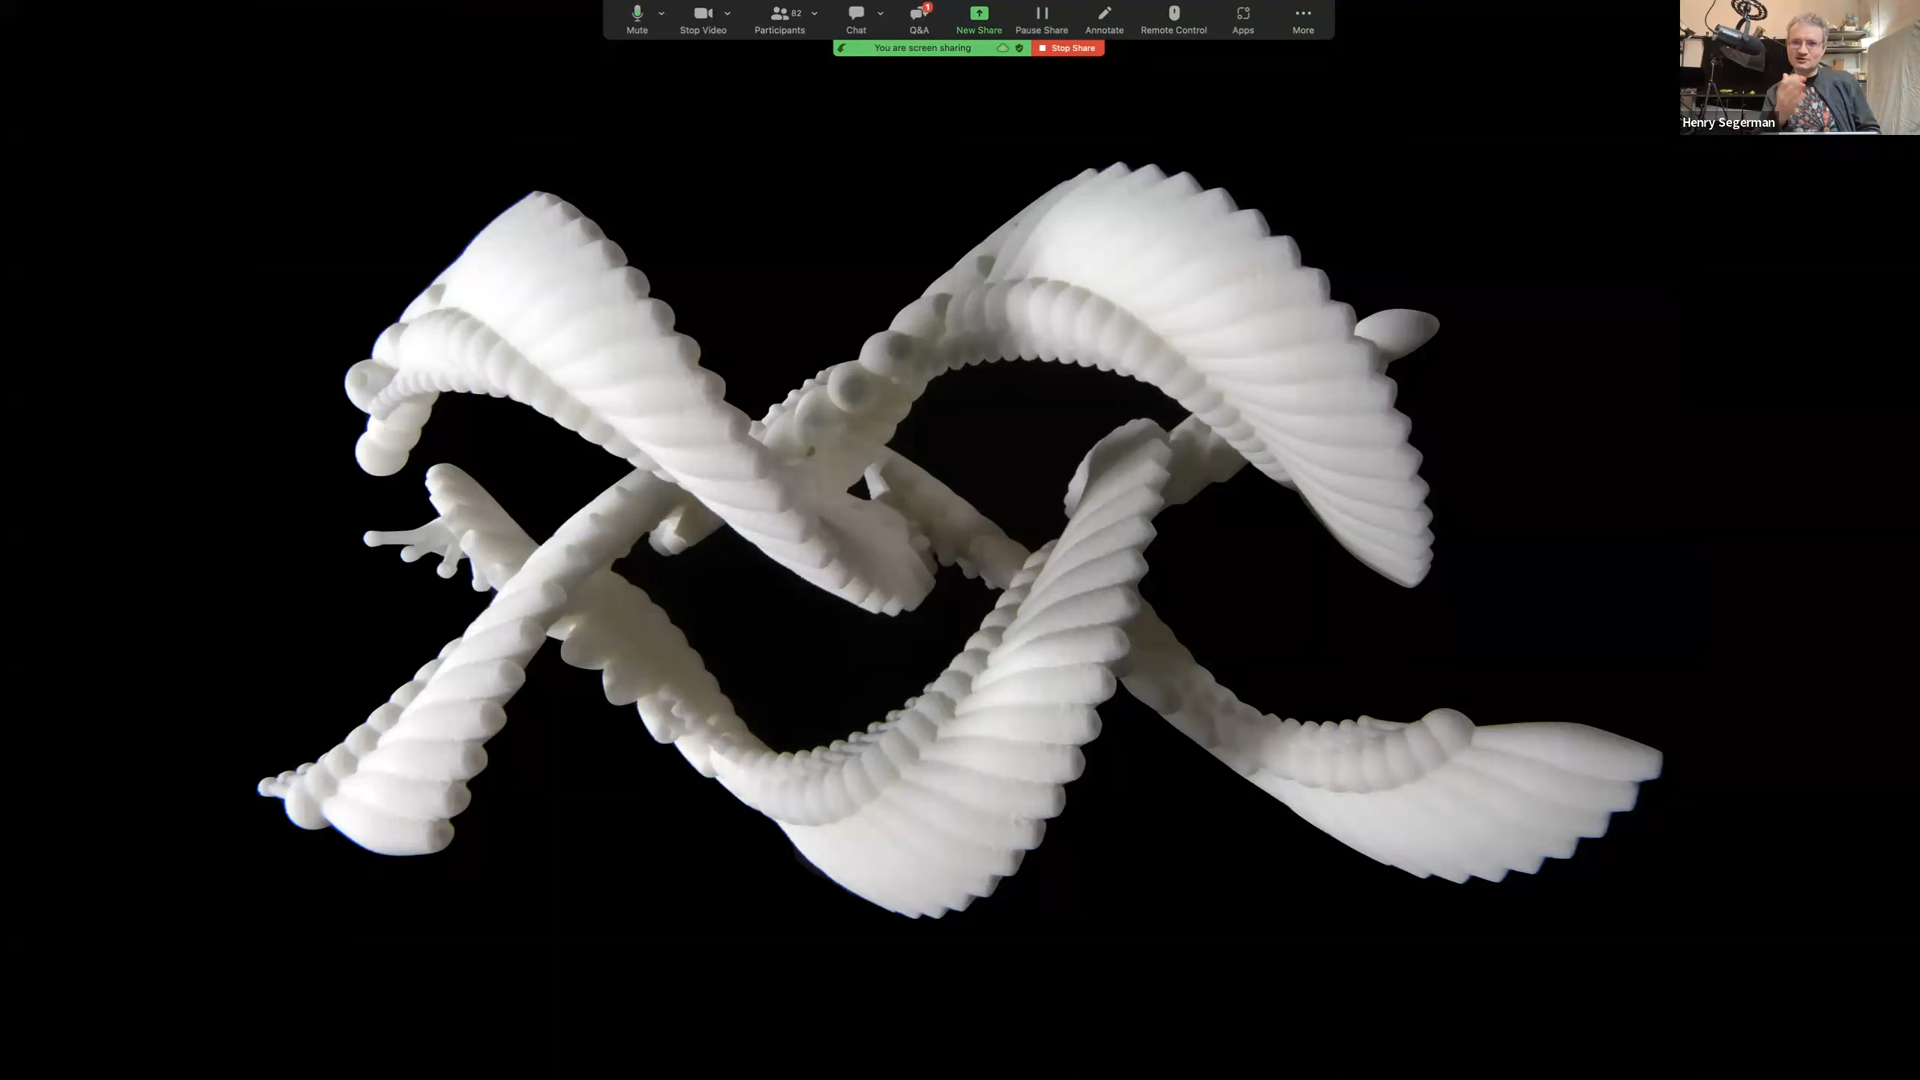 Mute
Stop Video
82
Participants
Chat
1
Q&A
New Share
Pause Share
Annotate
Remote Control
Apps
More
You are screen sharing
Stop Share
Henry Segerman